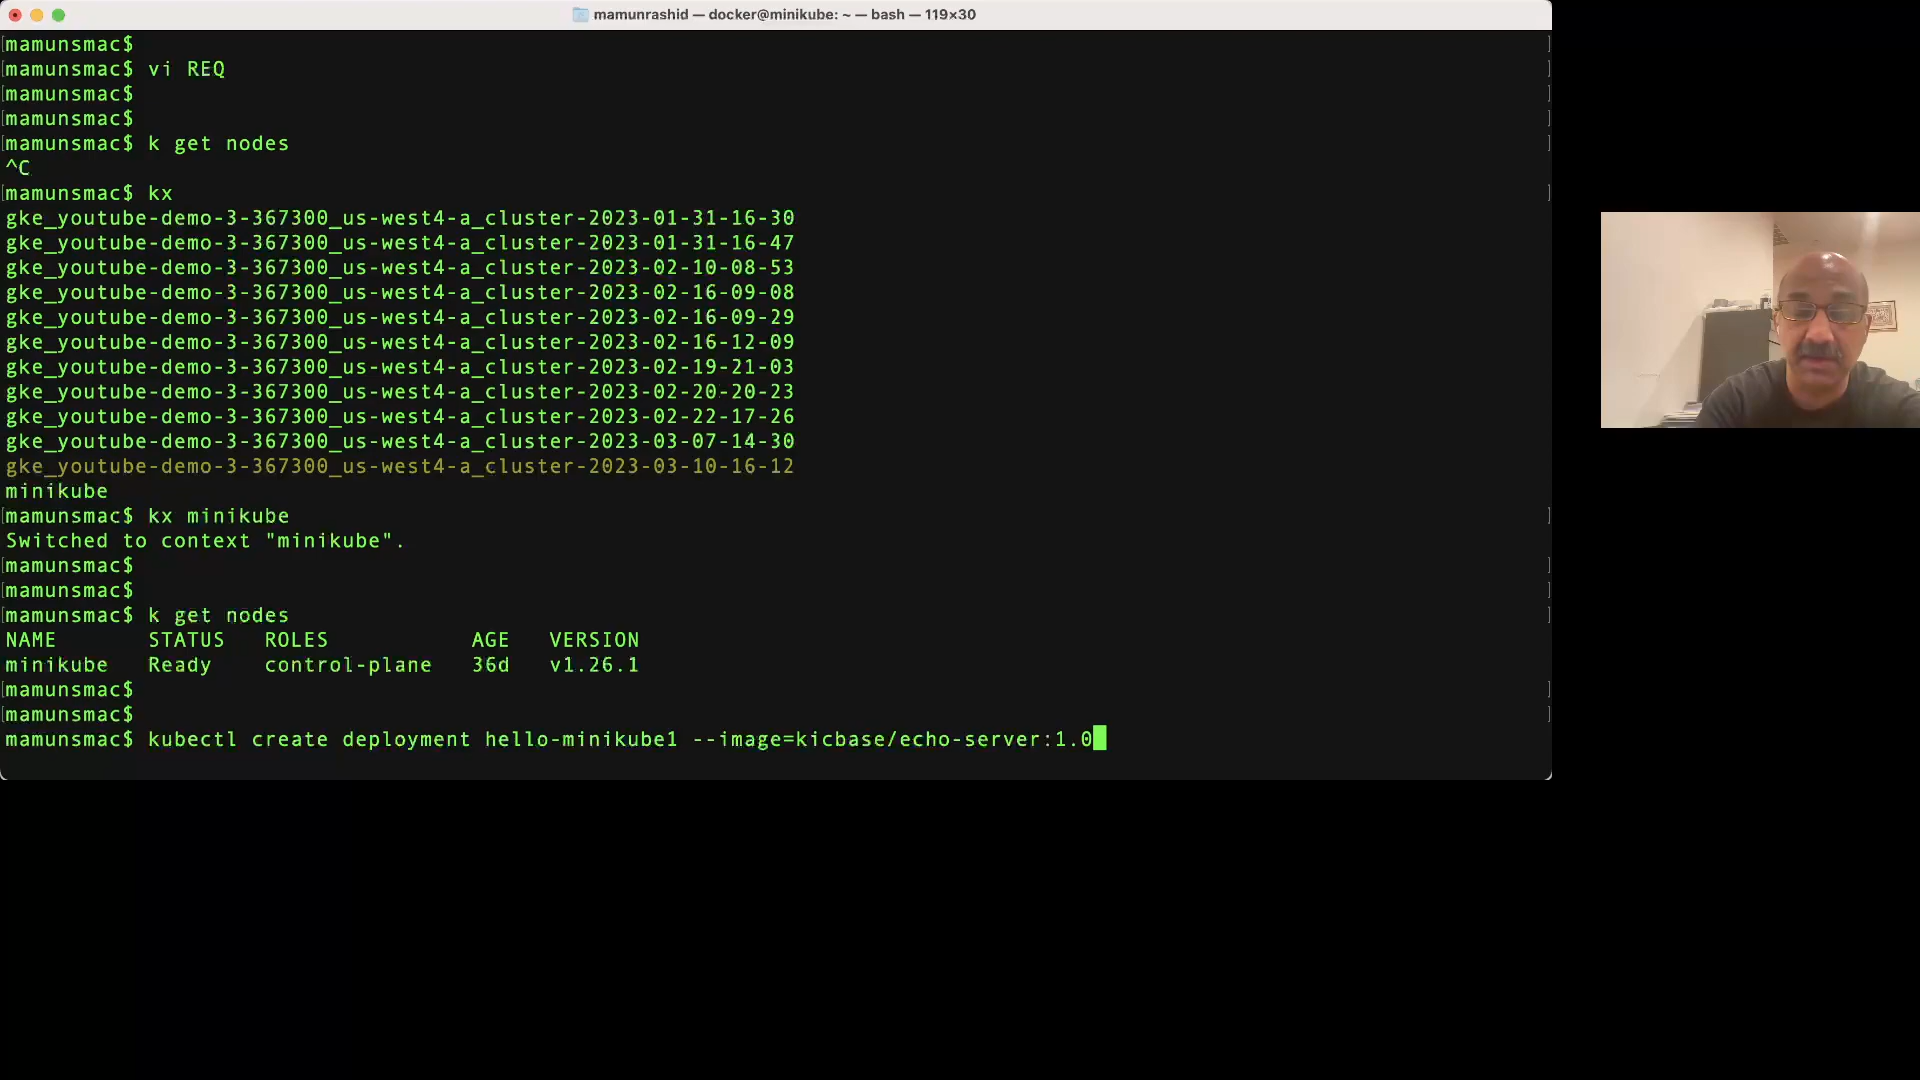 mamunrashid — docker@minikube: ~ — bash — 119×30
mamunsmac$
mamunsmac$ vi REQ
mamunsmac$
mamunsmac$
mamunsmac$ k get nodes
^C
mamunsmac$ kx
gke_youtube-demo-3-367300_us-west4-a_cluster-2023-01-31-16-30
gke_youtube-demo-3-367300_us-west4-a_cluster-2023-01-31-16-47
gke_youtube-demo-3-367300_us-west4-a_cluster-2023-02-10-08-53
gke_youtube-demo-3-367300_us-west4-a_cluster-2023-02-16-09-08
gke_youtube-demo-3-367300_us-west4-a_cluster-2023-02-16-09-29
gke_youtube-demo-3-367300_us-west4-a_cluster-2023-02-16-12-09
gke_youtube-demo-3-367300_us-west4-a_cluster-2023-02-19-21-03
gke_youtube-demo-3-367300_us-west4-a_cluster-2023-02-20-20-23
gke_youtube-demo-3-367300_us-west4-a_cluster-2023-02-22-17-26
gke_youtube-demo-3-367300_us-west4-a_cluster-2023-03-07-14-30
gke_youtube-demo-3-367300_us-west4-a_cluster-2023-03-10-16-12
minikube
mamunsmac$ kx minikube
Switched to context "minikube".
mamunsmac$
mamunsmac$
mamunsmac$ k get nodes
NAME STATUS ROLES AGE VERSION
minikube Ready control-plane 36d v1.26.1
mamunsmac$
mamunsmac$
mamunsmac$ kubectl create deployment hello-minikube1 --image=kicbase/echo-server:1.0